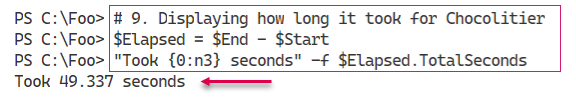 PS C:\Foo> # 9. Displaying how long it took for Chocolitier
PS C:\Foo> $Elapsed = $End - $Start
PS C:\Foo> "Took {0:n3} seconds" -f $Elapsed.TotalSeconds
Took 49.337 seconds